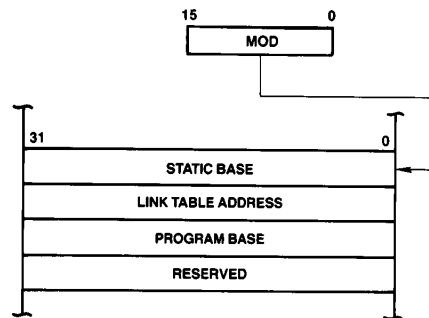 15 0
MOD
31 0
STATIC BASE
LINK TABLE ADDRESS
PROGRAM BASE
RESERVED